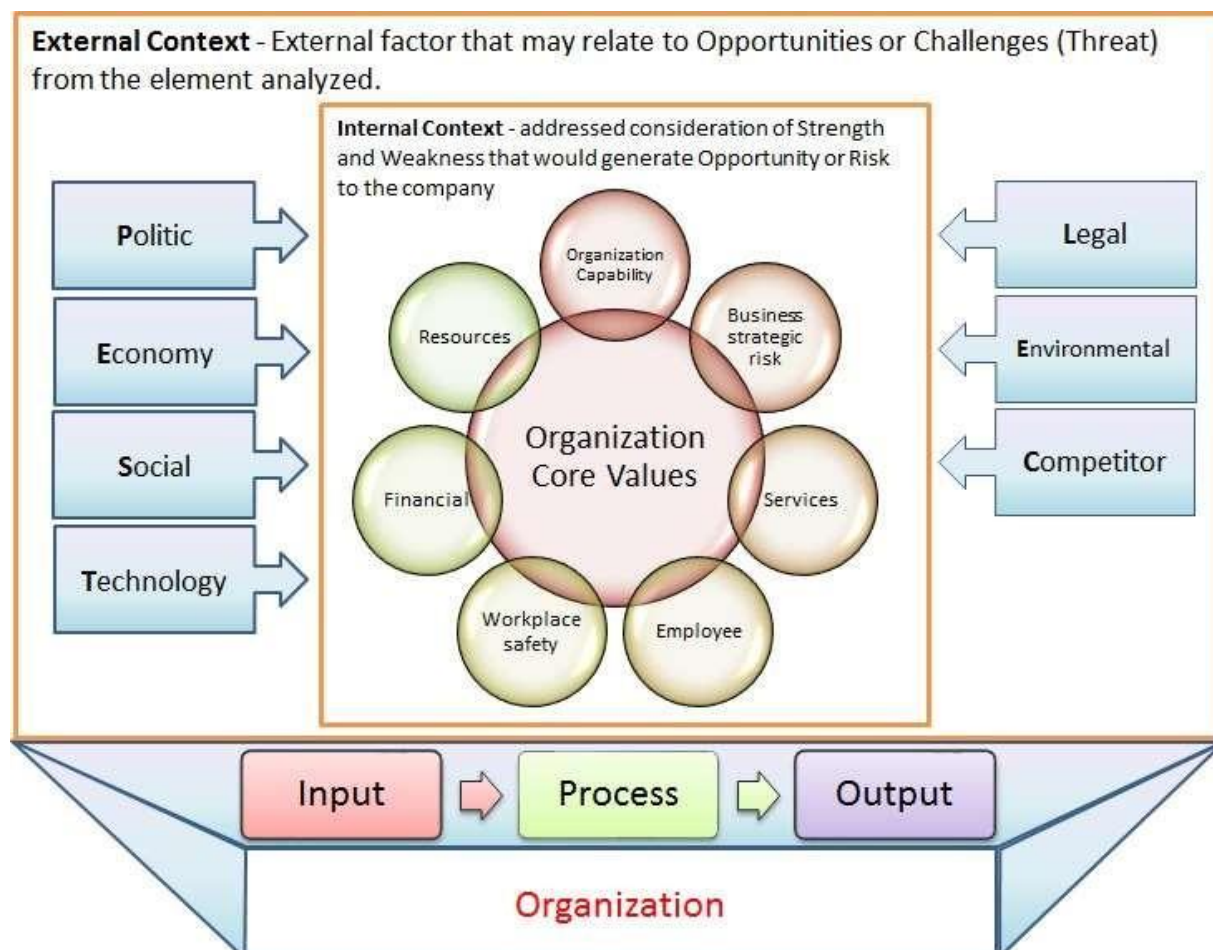 External Context - External factor that may relate to Opportunities or Challenges (Threat)
from the element analyzed.
Internal Context - addressed consideration of Strength
and Weakness that would generate Opportunity or Risk
to the company
Politic
Economy
Social
Technology
Organization
Capability
Business
strategic
risk
Services
Employee
Workplace
safety
Financial
Resources
Organization
Core Values
Legal
Environmental
Competitor
Input
Process
Output
Organization